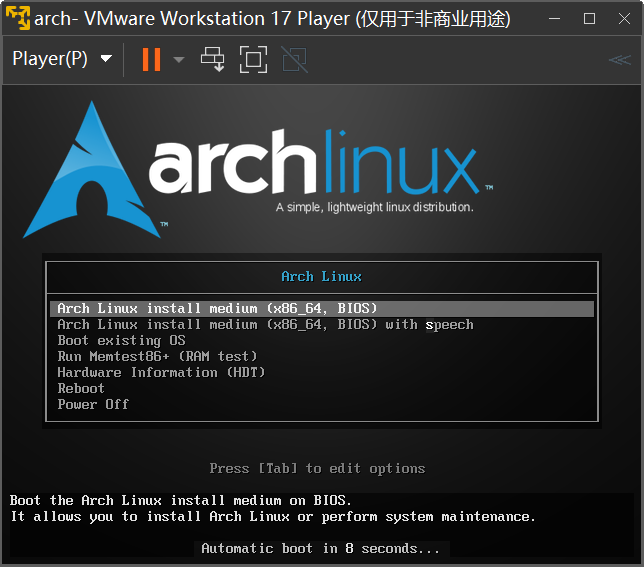 arch- VMware Workstation 17 Player (仅用于非商业用途)
Player(P)
archlinux™
A simple, lightweight linux distribution.
™
Arch Linux
Arch Linux install medium (x86_64, BIOS)
Arch Linux install medium (x86_64, BIOS) with speech
Boot existing OS
Run Memtest86+ (RAM test)
Hardware Information (HDT)
Reboot
Power Off
Press [Tab] to edit options
Boot the Arch Linux install medium on BIOS.
It allows you to install Arch Linux or perform system maintenance.
Automatic boot in 8 seconds...